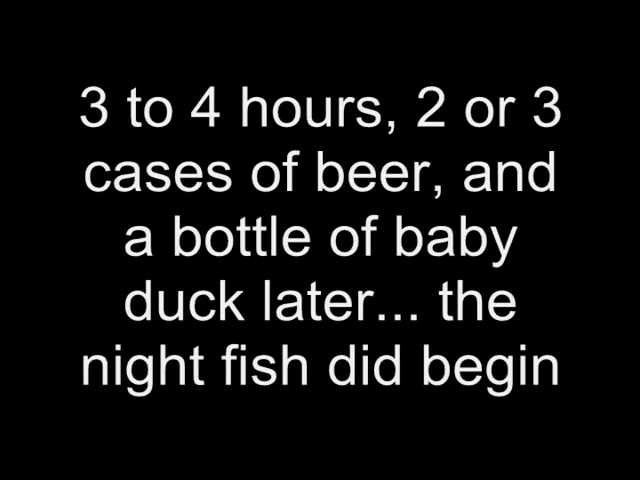 3 to 4 hours, 2 or 3
cases of beer, and
a bottle of baby
duck later... the
night fish did begin